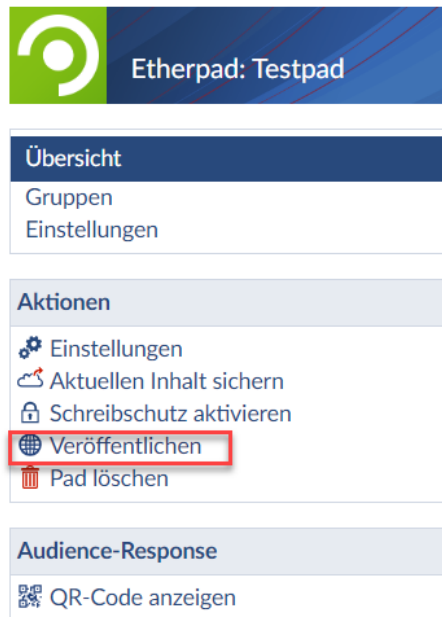 Etherpad: Testpad
Übersicht
Gruppen
Einstellungen
Aktionen
Einstellungen
Aktuellen Inhalt sichern
Schreibschutz aktivieren
Veröffentlichen
Pad löschen
Audience-Response
QR-Code anzeigen